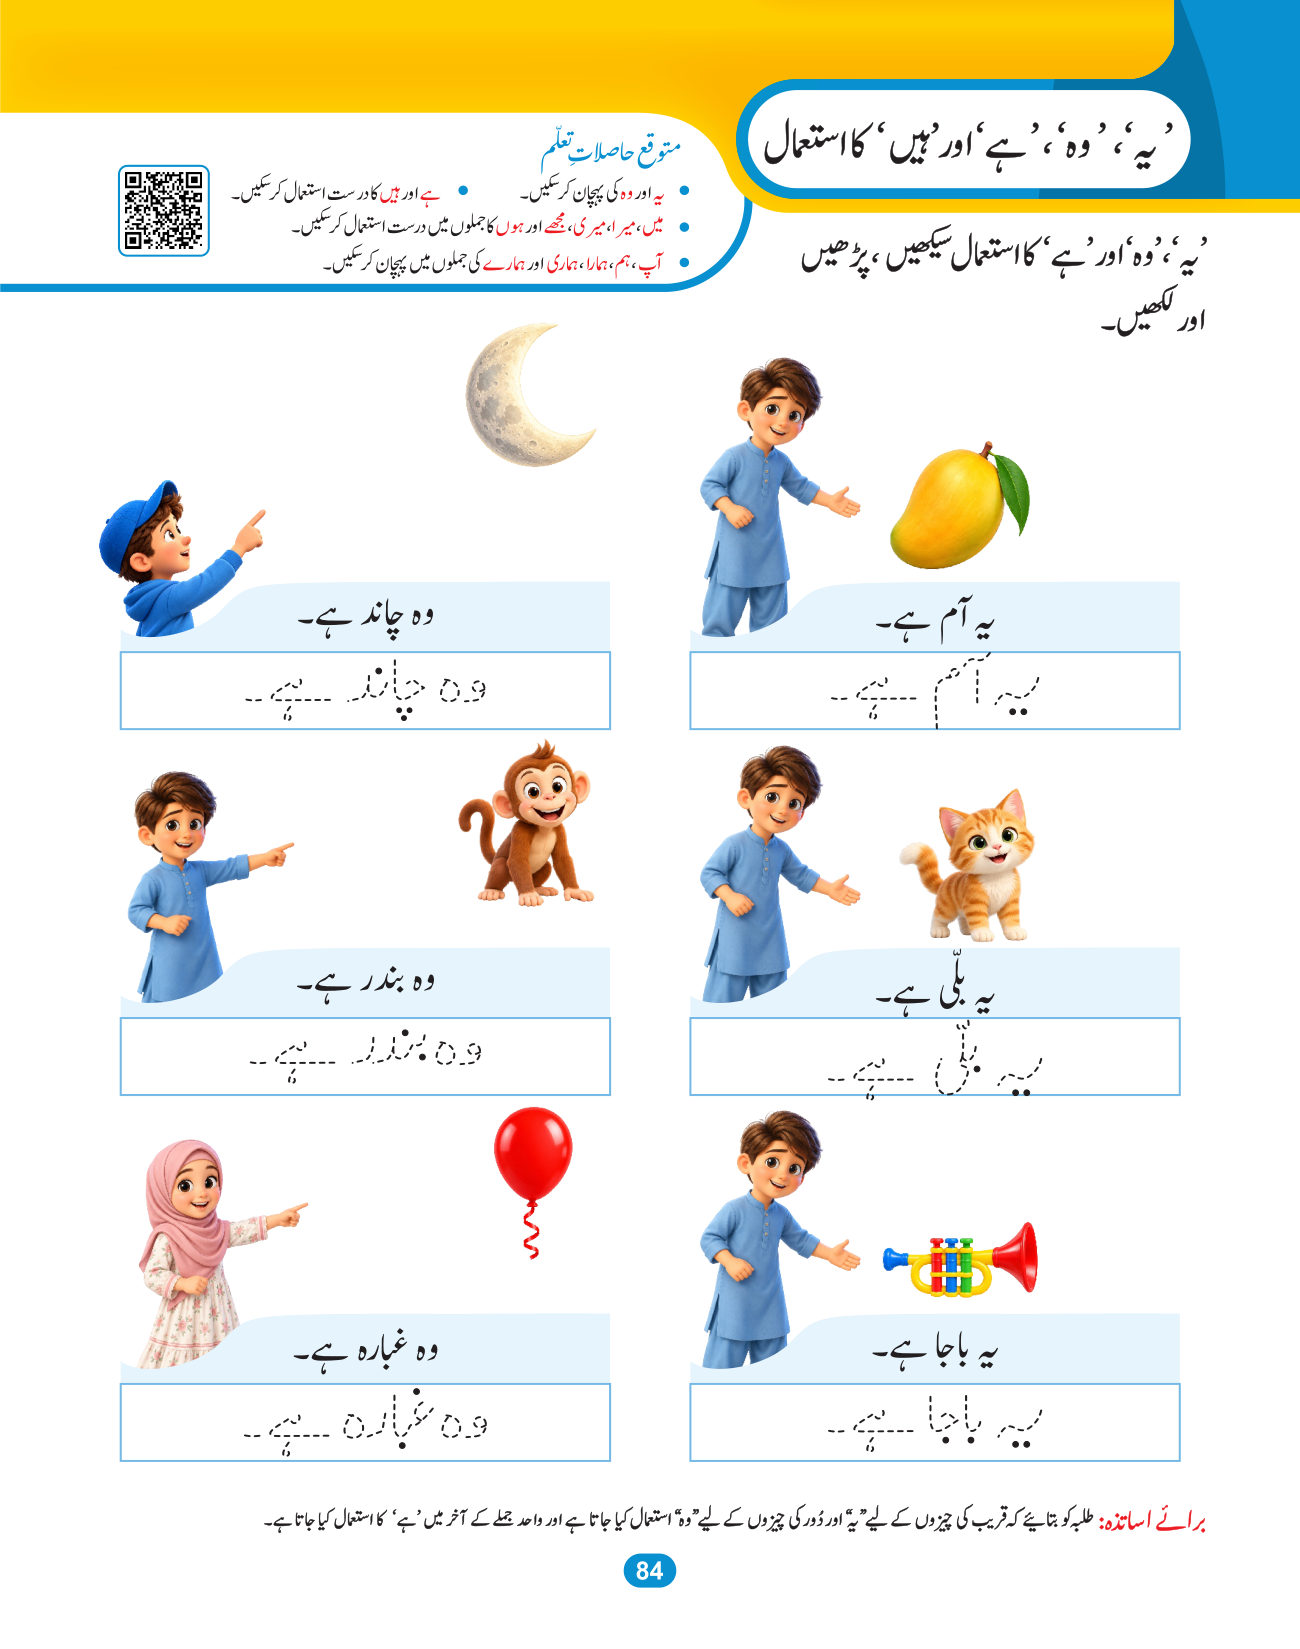 ’یہ‘، ’وہ‘، ’ہے‘ اور ’ہیں‘ کا استعمال
متوقع حاصلاتِ تعلّم
• یہ اور وہ کی پہچان کر سکیں۔ • ہے اور ہیں کا درست استعمال کر سکیں۔
• میں، میرا، میری، مجھے اور ہوں کا جملوں میں درست استعمال کر سکیں۔
• آپ، ہم، ہمارا، ہماری اور ہمارے کی جملوں میں پہچان کر سکیں۔
’یہ‘، ’وہ‘ اور ’ہے‘ کا استعمال سیکھیں، پڑھیں
اور لکھیں۔
یہ آم ہے۔
یہ آم ہے۔
وہ چاند ہے۔
وہ چاند ہے۔
یہ بلّی ہے۔
یہ بلّی ہے۔
وہ بندر ہے۔
وہ بندر ہے۔
یہ باجا ہے۔
یہ باجا ہے۔
وہ غبارہ ہے۔
وہ غبارہ ہے۔
برائے اساتذہ: طلبہ کو بتائیے کہ قریب کی چیزوں کے لیے ”یہ“ اور دُور کی چیزوں کے لیے ”وہ“ استعمال کیا جاتا ہے اور واحد جملے کے آخر میں ’ہے‘ کا استعمال کیا جاتا ہے۔
84